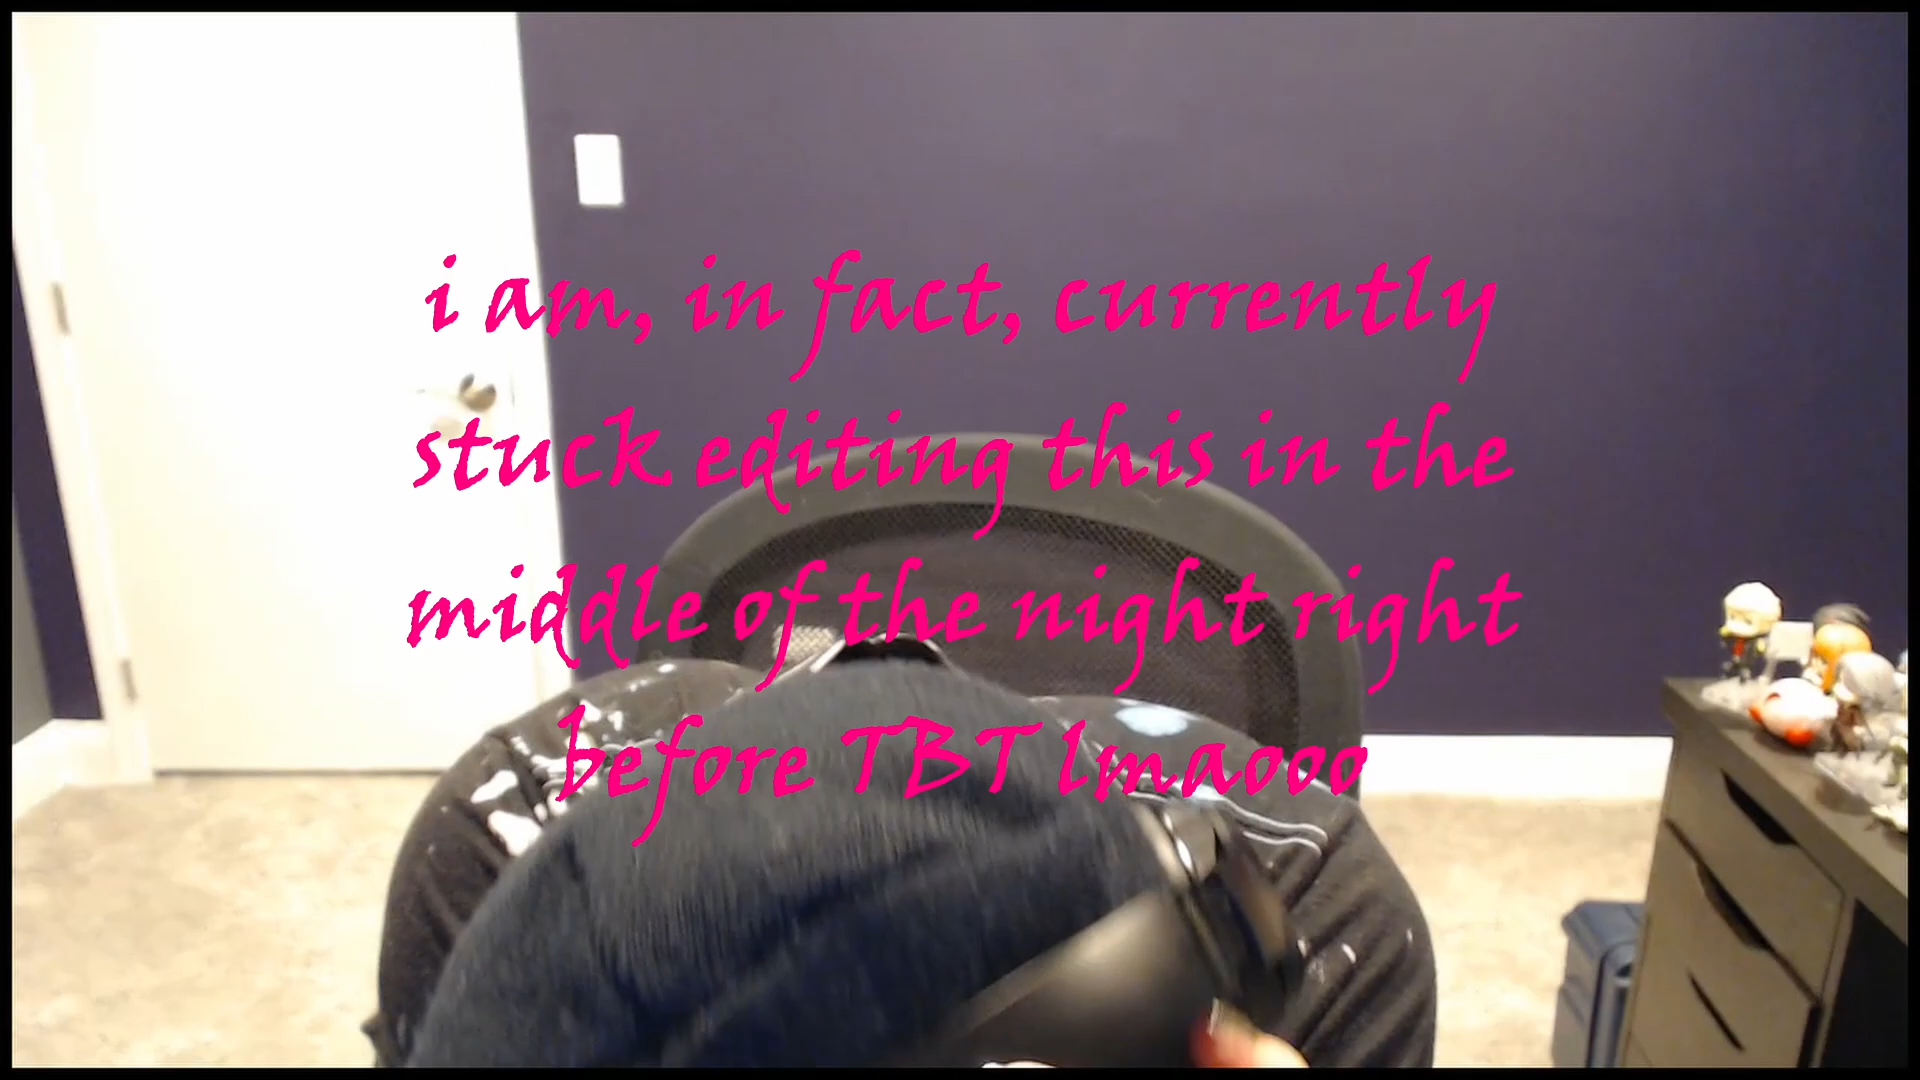 i am, in fact, currently
stuck editing this in the
middle of the night right
before TBT lmaooo